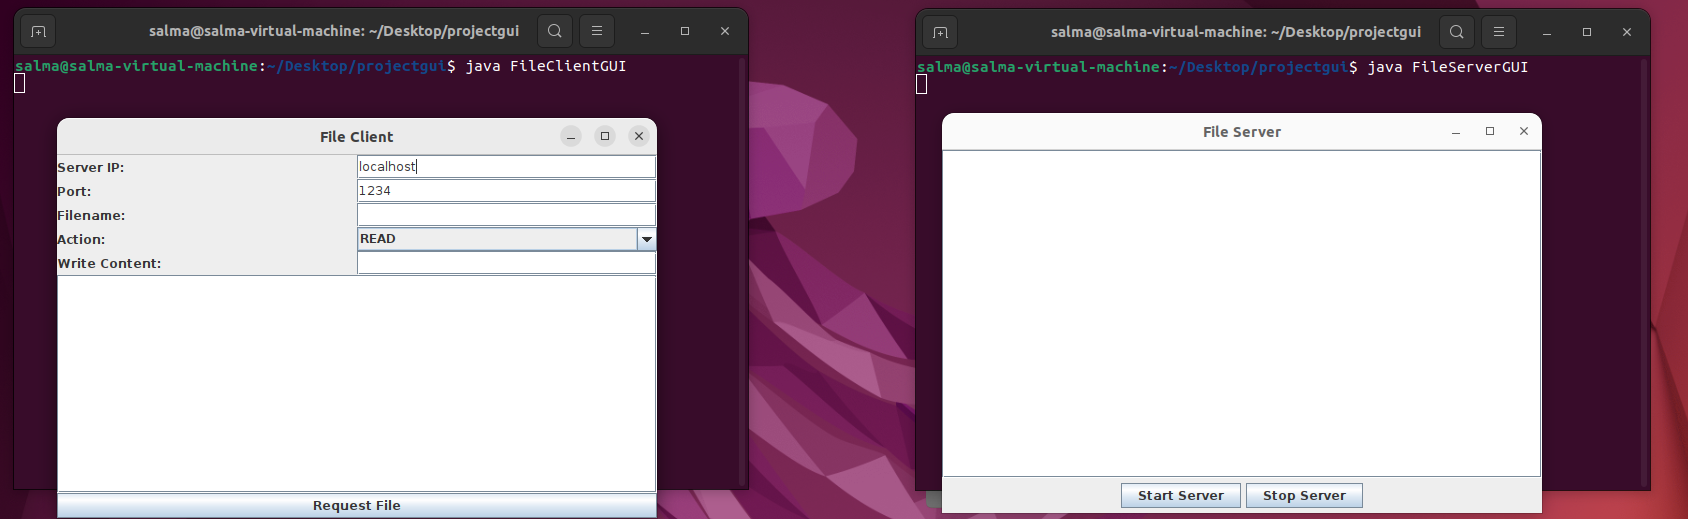 salma@salma-virtual-machine: ~/Desktop/projectgui
salma@salma-virtual-machine:~/Desktop/projectgui$ java FileClientGUI
File Client
Server IP: localhost
Port: 1234
Filename:
Action: READ
Write Content:
Request File
salma@salma-virtual-machine: ~/Desktop/projectgui
salma@salma-virtual-machine:~/Desktop/projectgui$ java FileServerGUI
File Server
Start Server Stop Server